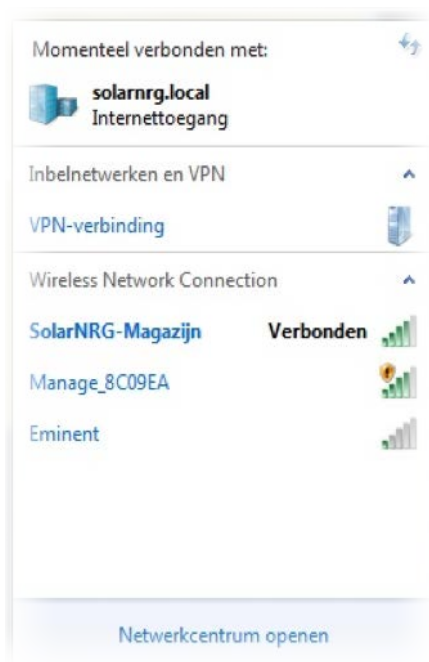 Momenteel verbonden met:
solarnrg.local
Internettoegang
Inbelnetwerken en VPN
VPN-verbinding
Wireless Network Connection
SolarNRG-Magazijn Verbonden
Manage_8C09EA
Eminent
Netwerkcentrum openen